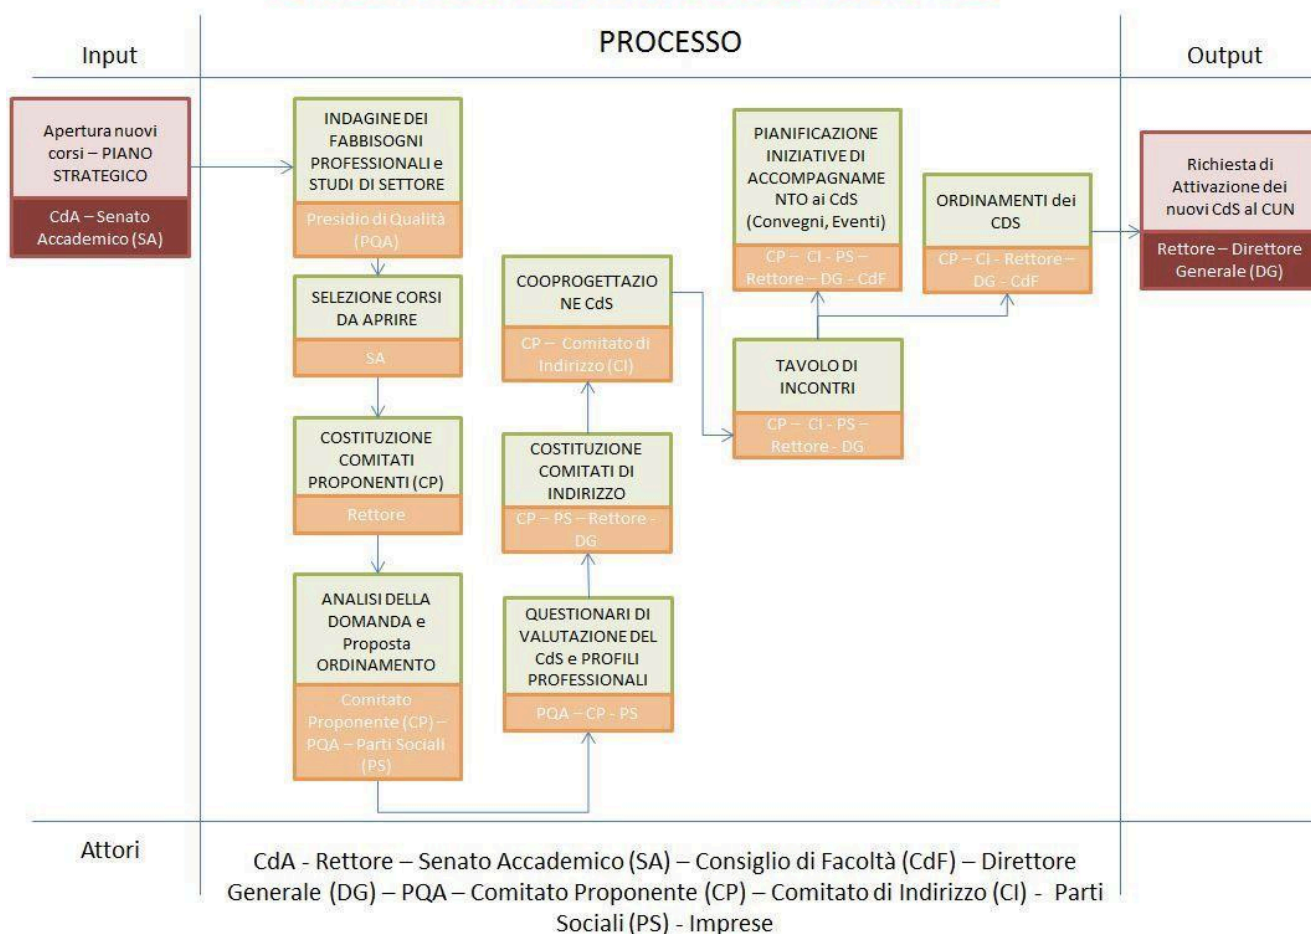 Input
PROCESSO
Output
Apertura nuovi
corsi – PIANO
STRATEGICO
CdA – Senato
Accademico (SA)
INDAGINE DEI
FABBISOGNI
PROFESSIONALI e
STUDI DI SETTORE
Presidio di Qualità
(PQA)
SELEZIONE CORSI
DA APRIRE
SA
COSTITUZIONE
COMITATI
PROPONENTI (CP)
Rettore
ANALISI DELLA
DOMANDA e
Proposta
ORDINAMENTO
Comitato
Proponente (CP) –
PQA – Parti Sociali
(PS)
QUESTIONARI DI
VALUTAZIONE DEL
CdS e PROFILI
PROFESSIONALI
PQA – CP - PS
COSTITUZIONE
COMITATI DI
INDIRIZZO
CP – PS – Rettore -
DG
COOPROGETTAZIO
NE CdS
CP – Comitato di
Indirizzo (CI)
TAVOLO DI
INCONTRI
CP – CI - PS –
Rettore - DG
PIANIFICAZIONE
INIZIATIVE DI
ACCOMPAGNAME
NTO ai CdS
(Convegni, Eventi)
CP – CI - PS –
Rettore – DG - CdF
ORDINAMENTI dei
CDS
CP – CI - Rettore –
DG - CdF
Richiesta di
Attivazione dei
nuovi CdS al CUN
Rettore – Direttore
Generale (DG)
Attori
CdA - Rettore – Senato Accademico (SA) – Consiglio di Facoltà (CdF) – Direttore
Generale (DG) – PQA – Comitato Proponente (CP) – Comitato di Indirizzo (CI) - Parti
Sociali (PS) - Imprese